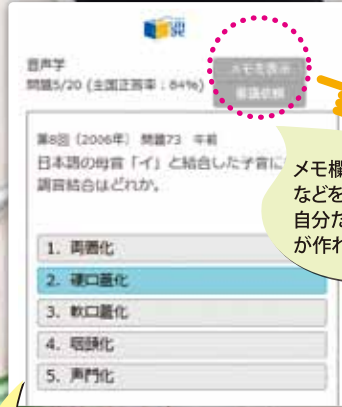 音声学
問題5/20 (全国正答率:84%)
メモを表示
第8回(2006年) 問題73 午前
日本語の母音「イ」と結合した子音に
調音結合はどれか。
1. 両唇化
2. 硬口蓋化
3. 軟口蓋化
4. 咽頭化
5. 声門化
メモ欄
などを
自分た
が作れ